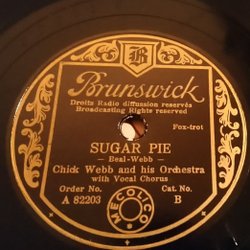 B
Brunswick
Droits Radio diffusion reservés
Broadcasting Rights reserved
Fox-trot
SUGAR PIE
— Beal-Webb —
Chick Webb and his Orchestra
with Vocal Chorus
Order No. Cat. No.
A 82203 B
MECOLICO